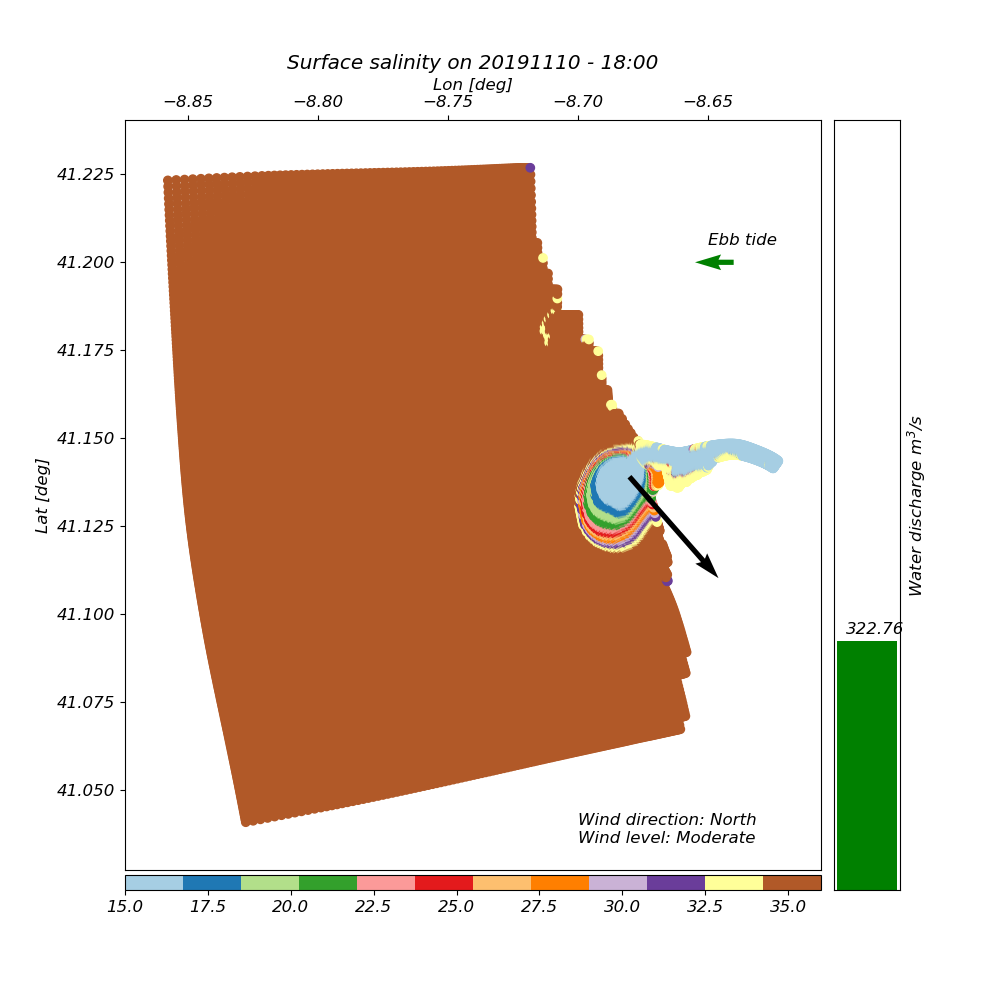 Surface salinity on 20191110 - 18:00
Lon [deg]
−8.85 −8.80 −8.75 −8.70 −8.65
41.225
41.200
41.175
41.150
41.125
41.100
41.075
41.050
Lat [deg]
Ebb tide
Wind direction: North
Wind level: Moderate
322.76
Water discharge m³/s
15.0 17.5 20.0 22.5 25.0 27.5 30.0 32.5 35.0